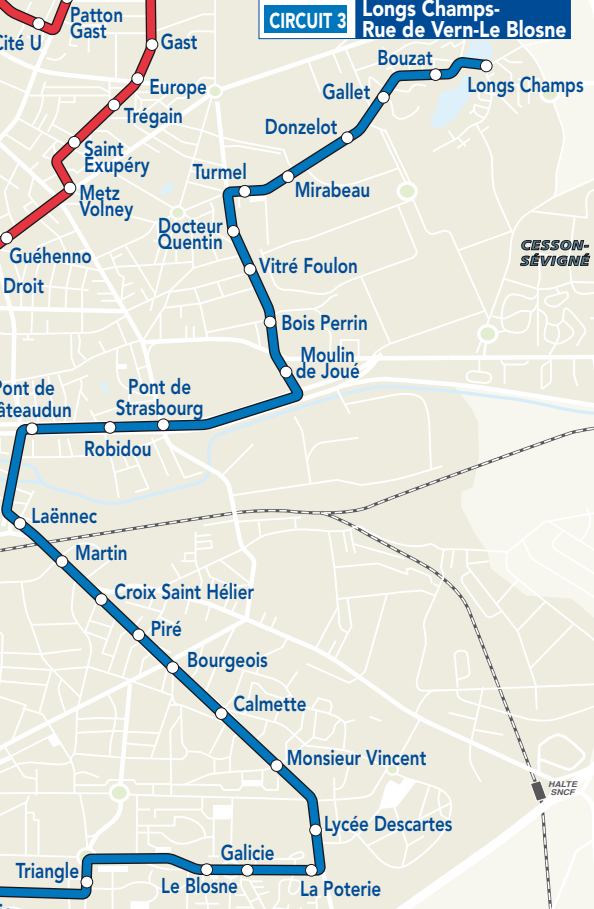 CIRCUIT 3
Longs Champs-
Rue de Vern-Le Blosne
Patton
Gast
Cité U
Gast
Europe
Trégain
Saint
Exupéry
Metz
Volney
Guéhenno
Droit
Bouzat
Longs Champs
Gallet
Donzelot
Turmel
Mirabeau
Docteur
Quentin
Vitré Foulon
CESSON-
SÉVIGNÉ
Bois Perrin
Moulin
de Joué
Pont de
Strasbourg
Pont de
âteaudun
Robidou
Laënnec
Martin
Croix Saint Hélier
Piré
Bourgeois
Calmette
Monsieur Vincent
HALTE
SNCF
Lycée Descartes
Galicie
Triangle
Le Blosne
La Poterie